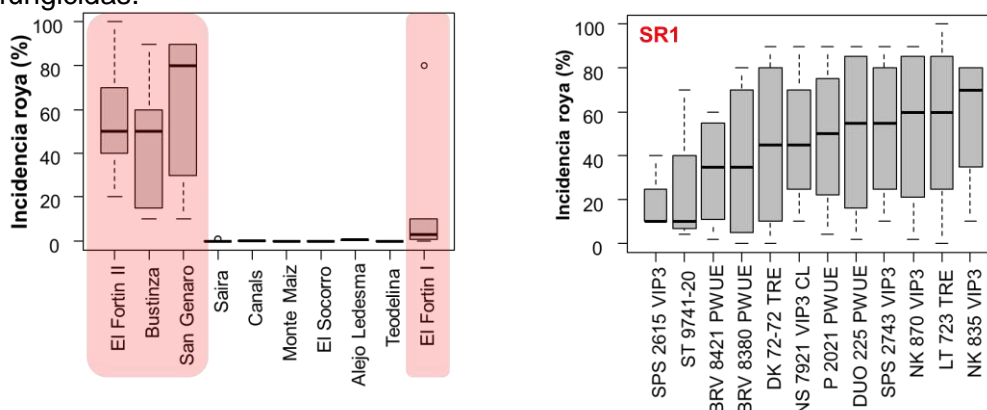 fungicidas.
Incidencia roya (%)
100
80
60
40
20
0
El Fortin II
Bustinza
San Genaro
Saira
Canals
Monte Maiz
El Socorro
Alejo Ledesma
Teodelina
El Fortin I
SR1
Incidencia roya (%)
100
80
60
40
20
0
SPS 2615 VIP3
ST 9741-20
BRV 8421 PWUE
BRV 8380 PWUE
DK 72-72 TRE
NS 7921 VIP3 CL
P 2021 PWUE
DUO 225 PWUE
SPS 2743 VIP3
NK 870 VIP3
LT 723 TRE
NK 835 VIP3